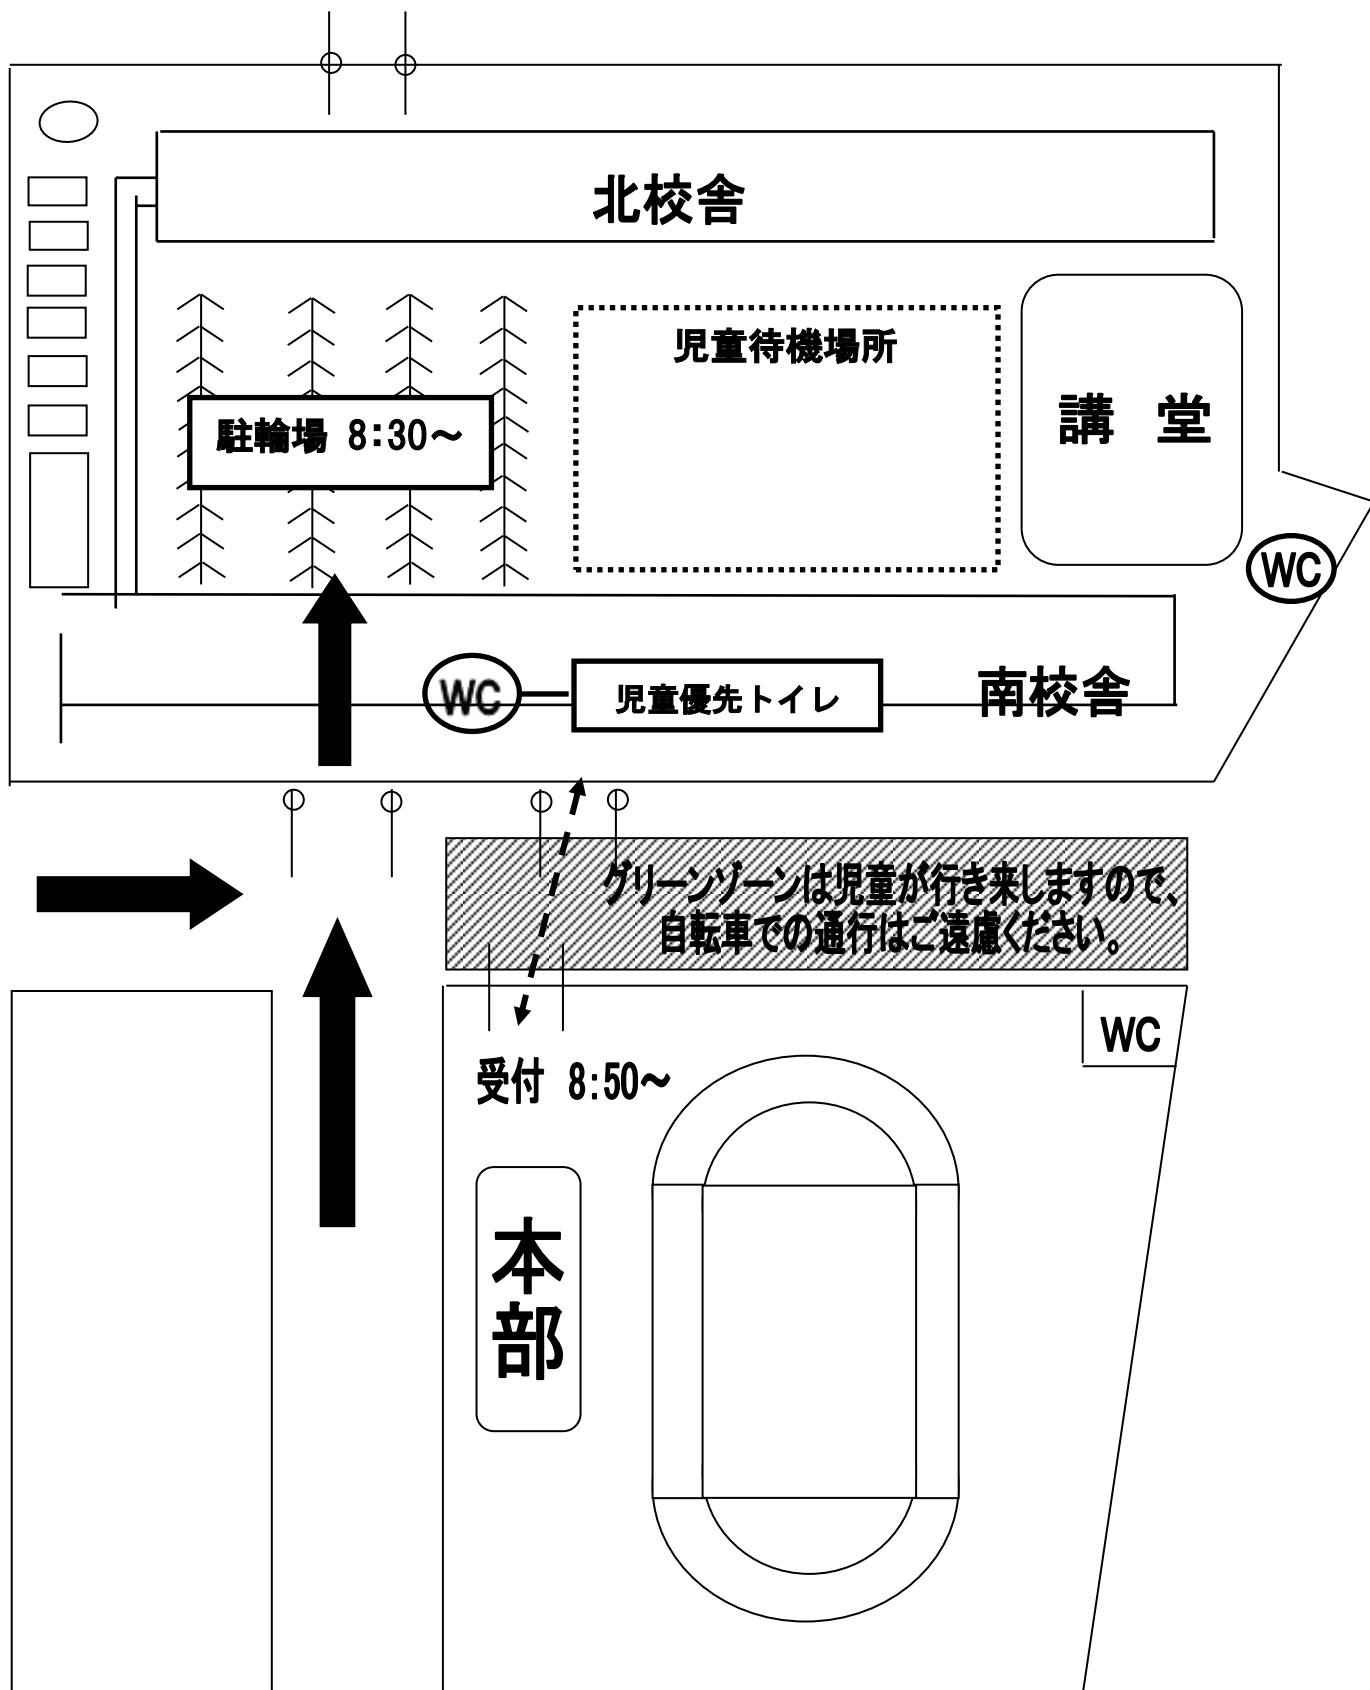 北校舎
児童待機場所
講　堂
駐輪場 8:30～
WC
WC
児童優先トイレ
南校舎
グリーンゾーンは児童が行き来しますので、
自転車での通行はご遠慮ください。
WC
受付 8:50～
本
部